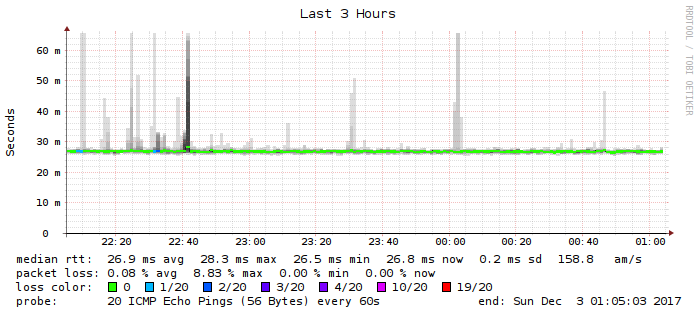 Last 3 Hours
RRDTOOL / TOBI OETIKER
Seconds
60 m
50 m
40 m
30 m
20 m
10 m
0
22:20 22:40 23:00 23:20 23:40 00:00 00:20 00:40 01:00
median rtt: 26.9 ms avg 28.3 ms max 26.5 ms min 26.8 ms now 0.2 ms sd 158.8 am/s
packet loss: 0.08 % avg 8.83 % max 0.00 % min 0.00 % now
loss color: 0 1/20 2/20 3/20 4/20 10/20 19/20
probe: 20 ICMP Echo Pings (56 Bytes) every 60s end: Sun Dec 3 01:05:03 2017